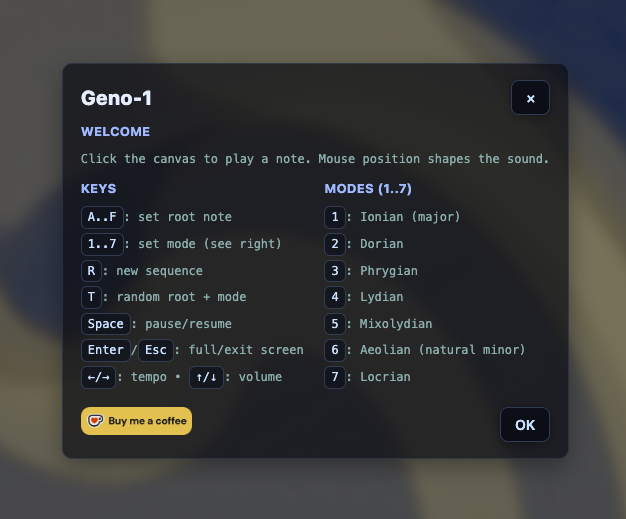 Geno-1
×
WELCOME
Click the canvas to play a note. Mouse position shapes the sound.
KEYS
A..F: set root note
1..7: set mode (see right)
R: new sequence
T: random root + mode
Space: pause/resume
Enter/Esc: full/exit screen
←/→: tempo • ↑/↓: volume
MODES (1..7)
1: Ionian (major)
2: Dorian
3: Phrygian
4: Lydian
5: Mixolydian
6: Aeolian (natural minor)
7: Locrian
Buy me a coffee
OK